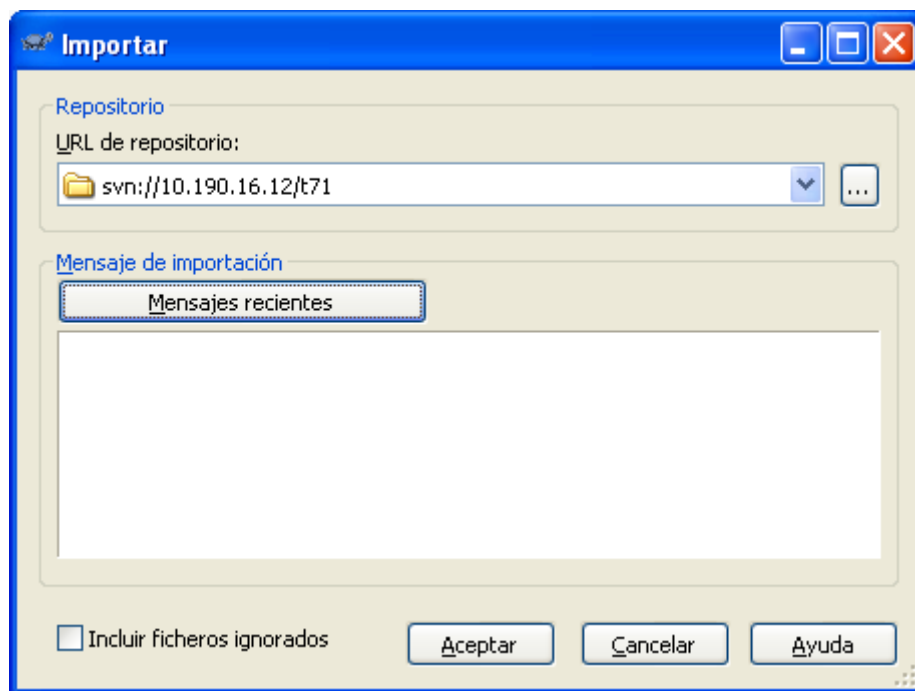 Importar
Repositorio
URL de repositorio:
svn://10.190.16.12/t71
...
Mensaje de importación
Mensajes recientes
Incluir ficheros ignorados
Aceptar
Cancelar
Ayuda